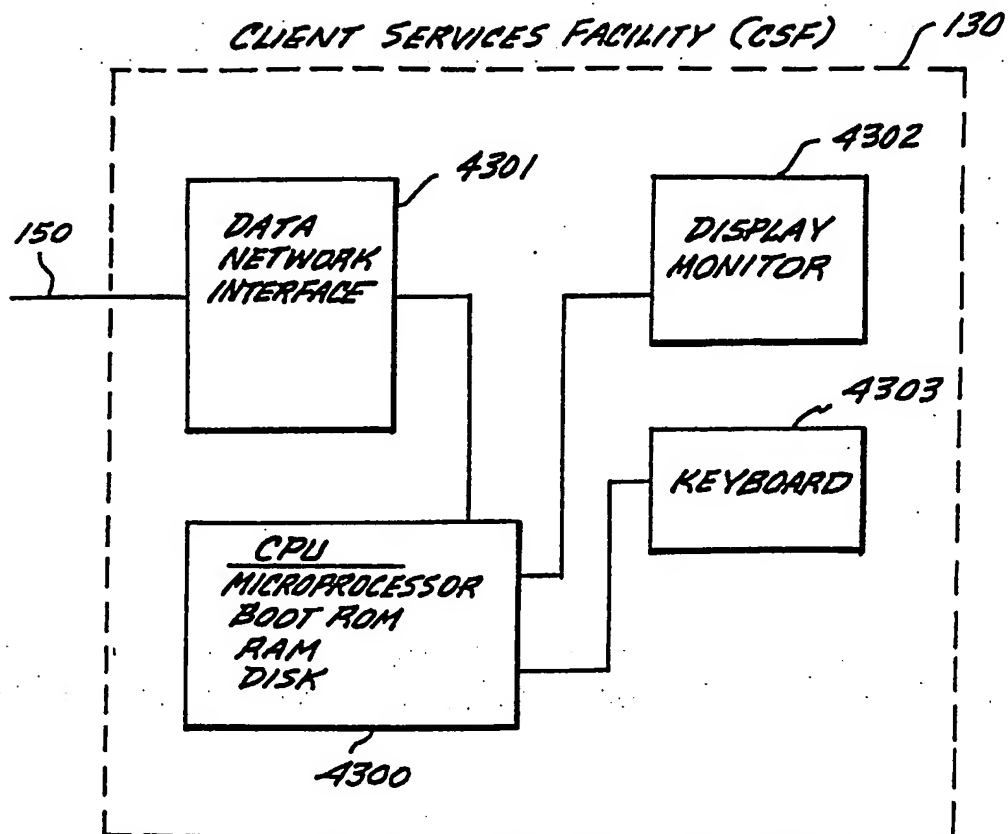 CLIENT SERVICES FACILITY (CSF)
130
4301
4302
150
DATA
NETWORK
INTERFACE
DISPLAY
MONITOR
4303
KEYBOARD
CPU
MICROPROCESSOR
BOOT ROM
RAM
DISK
4300